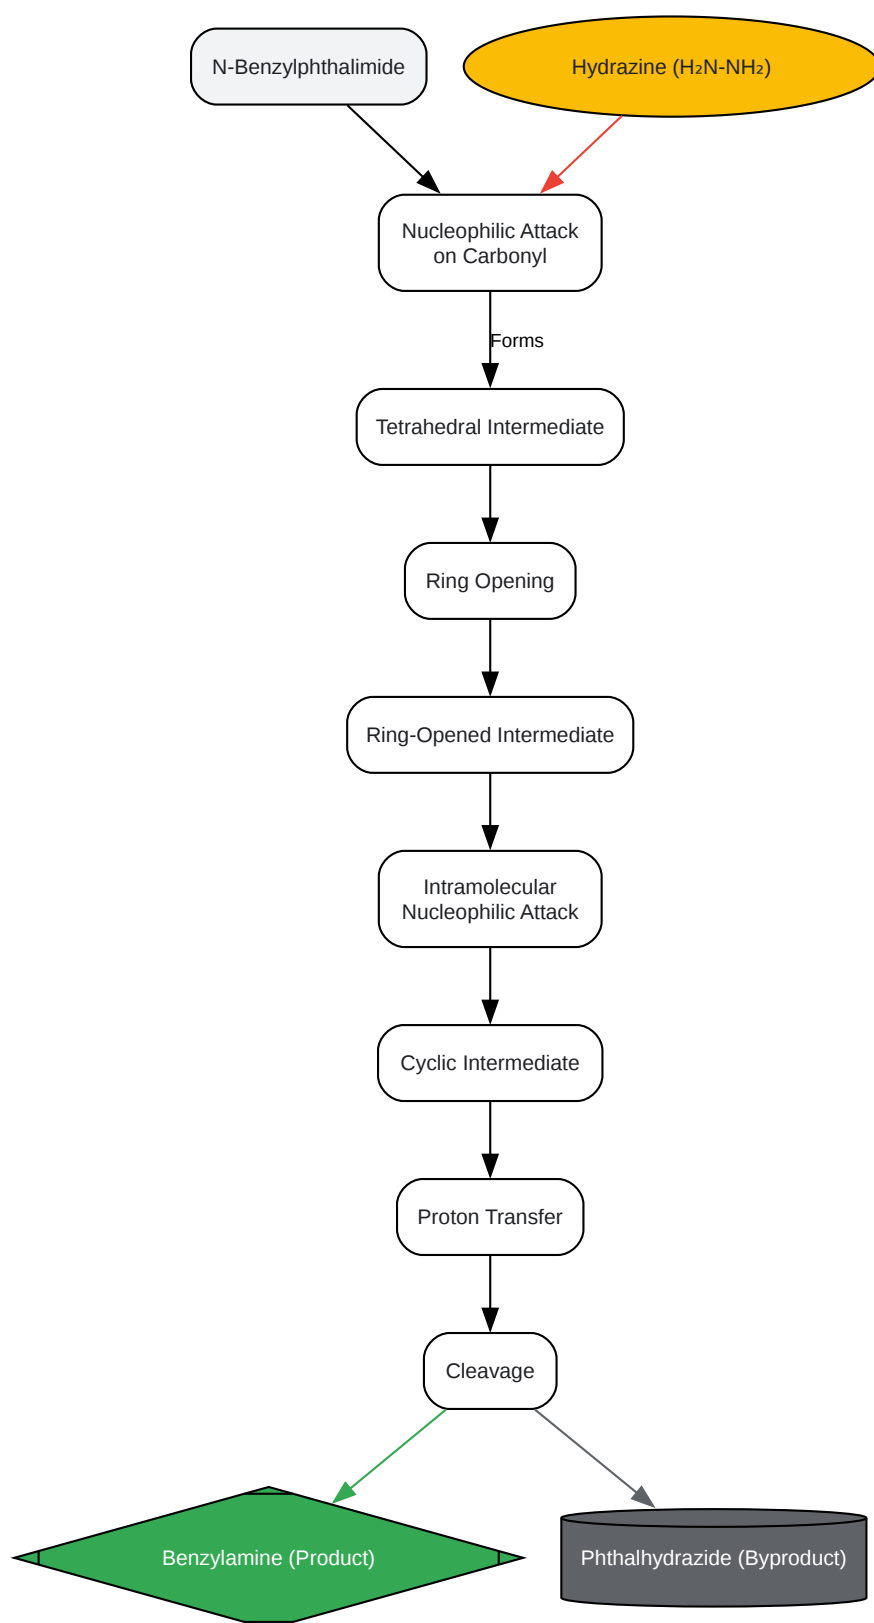 N-Benzylphthalimide
Hydrazine (H₂N-NH₂)
Nucleophilic Attack
on Carbonyl
Forms
Tetrahedral Intermediate
Ring Opening
Ring-Opened Intermediate
Intramolecular
Nucleophilic Attack
Cyclic Intermediate
Proton Transfer
Cleavage
Benzylamine (Product)
Phthalhydrazide (Byproduct)